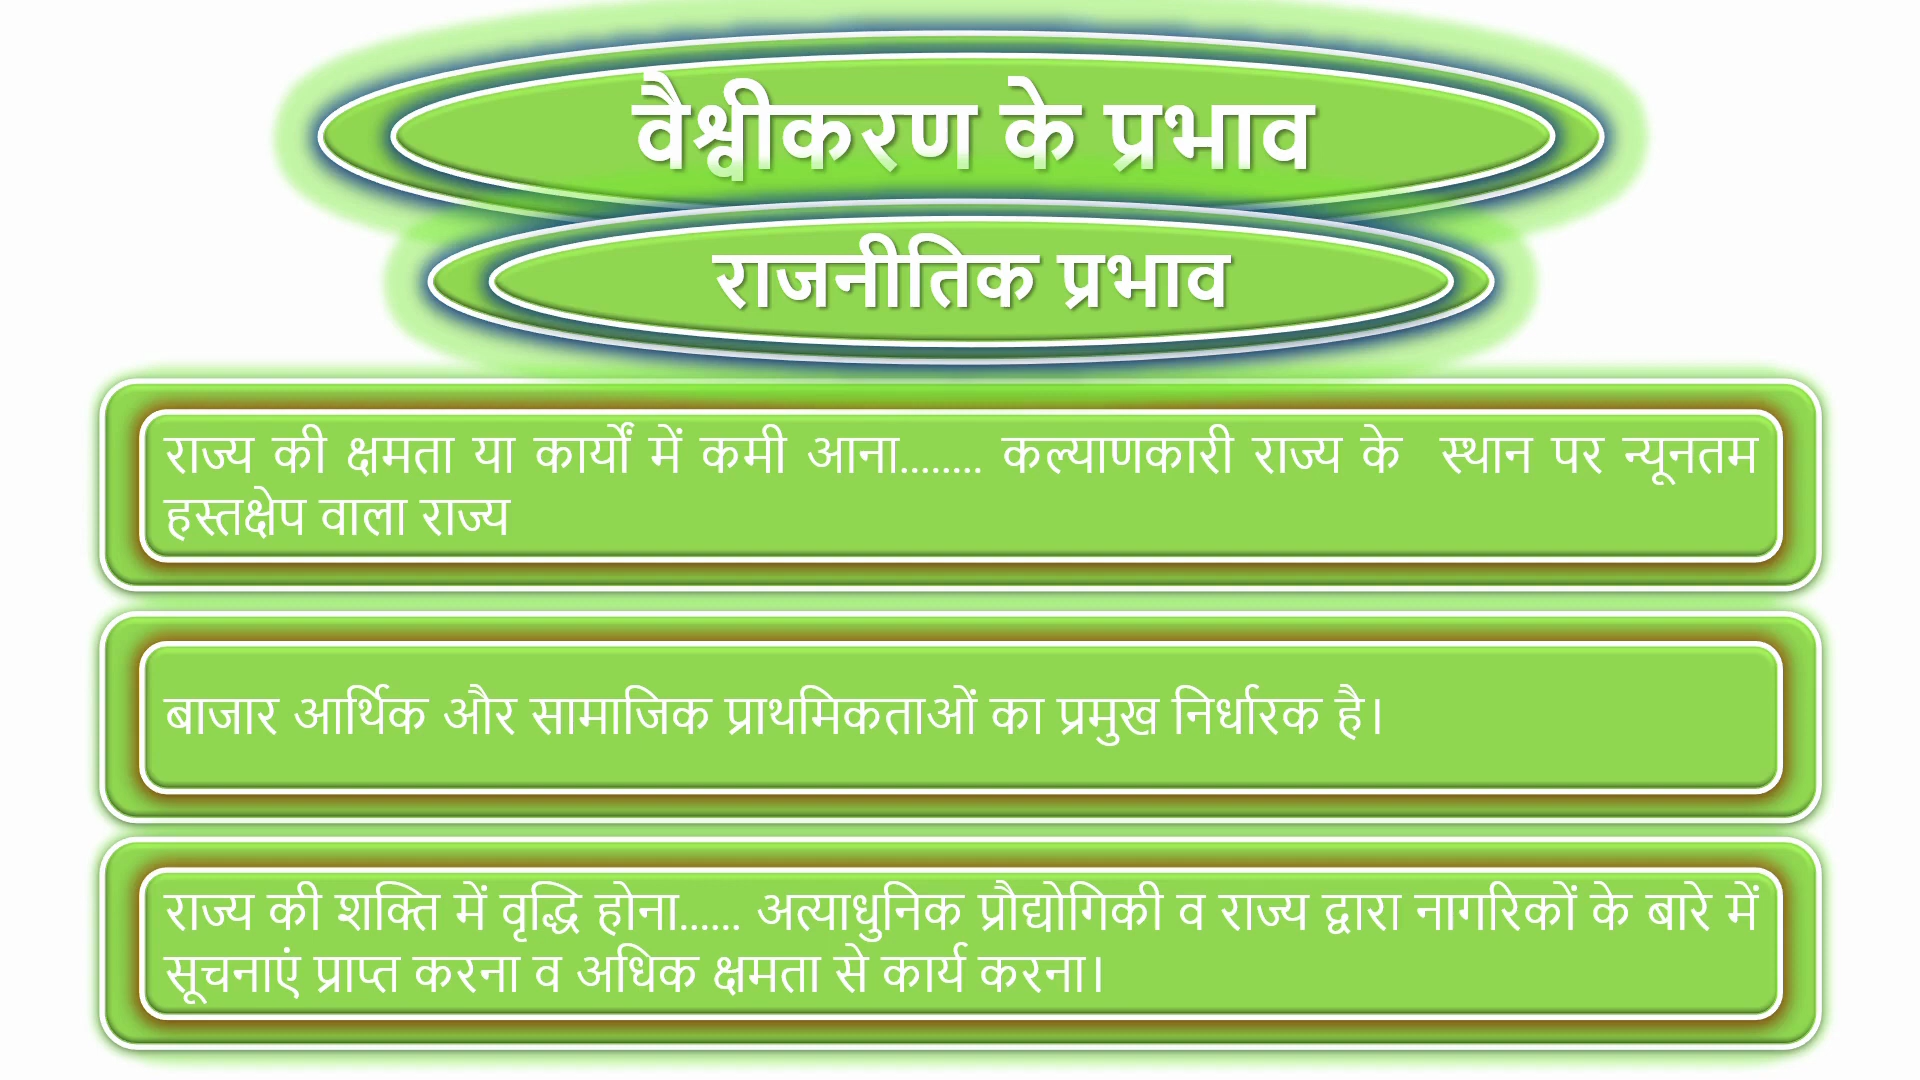 वैश्वीकरण के प्रभाव
राजनीतिक प्रभाव
राज्य की क्षमता या कार्यों में कमी आना........ कल्याणकारी राज्य के स्थान पर न्यूनतम
हस्तक्षेप वाला राज्य
बाजार आर्थिक और सामाजिक प्राथमिकताओं का प्रमुख निर्धारक है।
राज्य की शक्ति में वृद्धि होना...... अत्याधुनिक प्रौद्योगिकी व राज्य द्वारा नागरिकों के बारे में
सूचनाएं प्राप्त करना व अधिक क्षमता से कार्य करना।